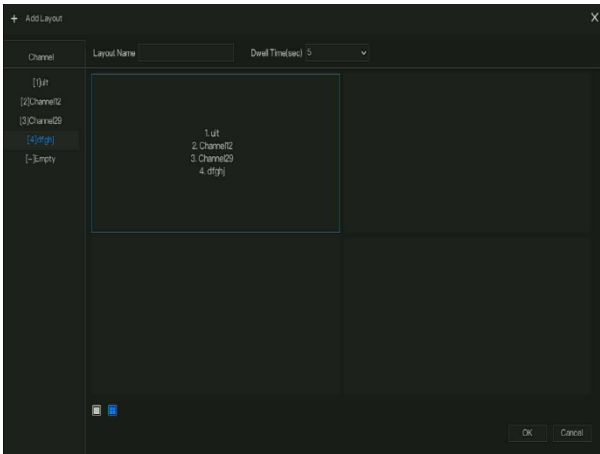 + Add Layout X
Channel
Layout Name
Dwell Time(sec) 5
[1]uit
[2]Channel12
[3]Channel29
[4]dfghj
[-]Empty
1. uit
2. Channel12
3. Channel29
4. dfghj
OK
Cancel